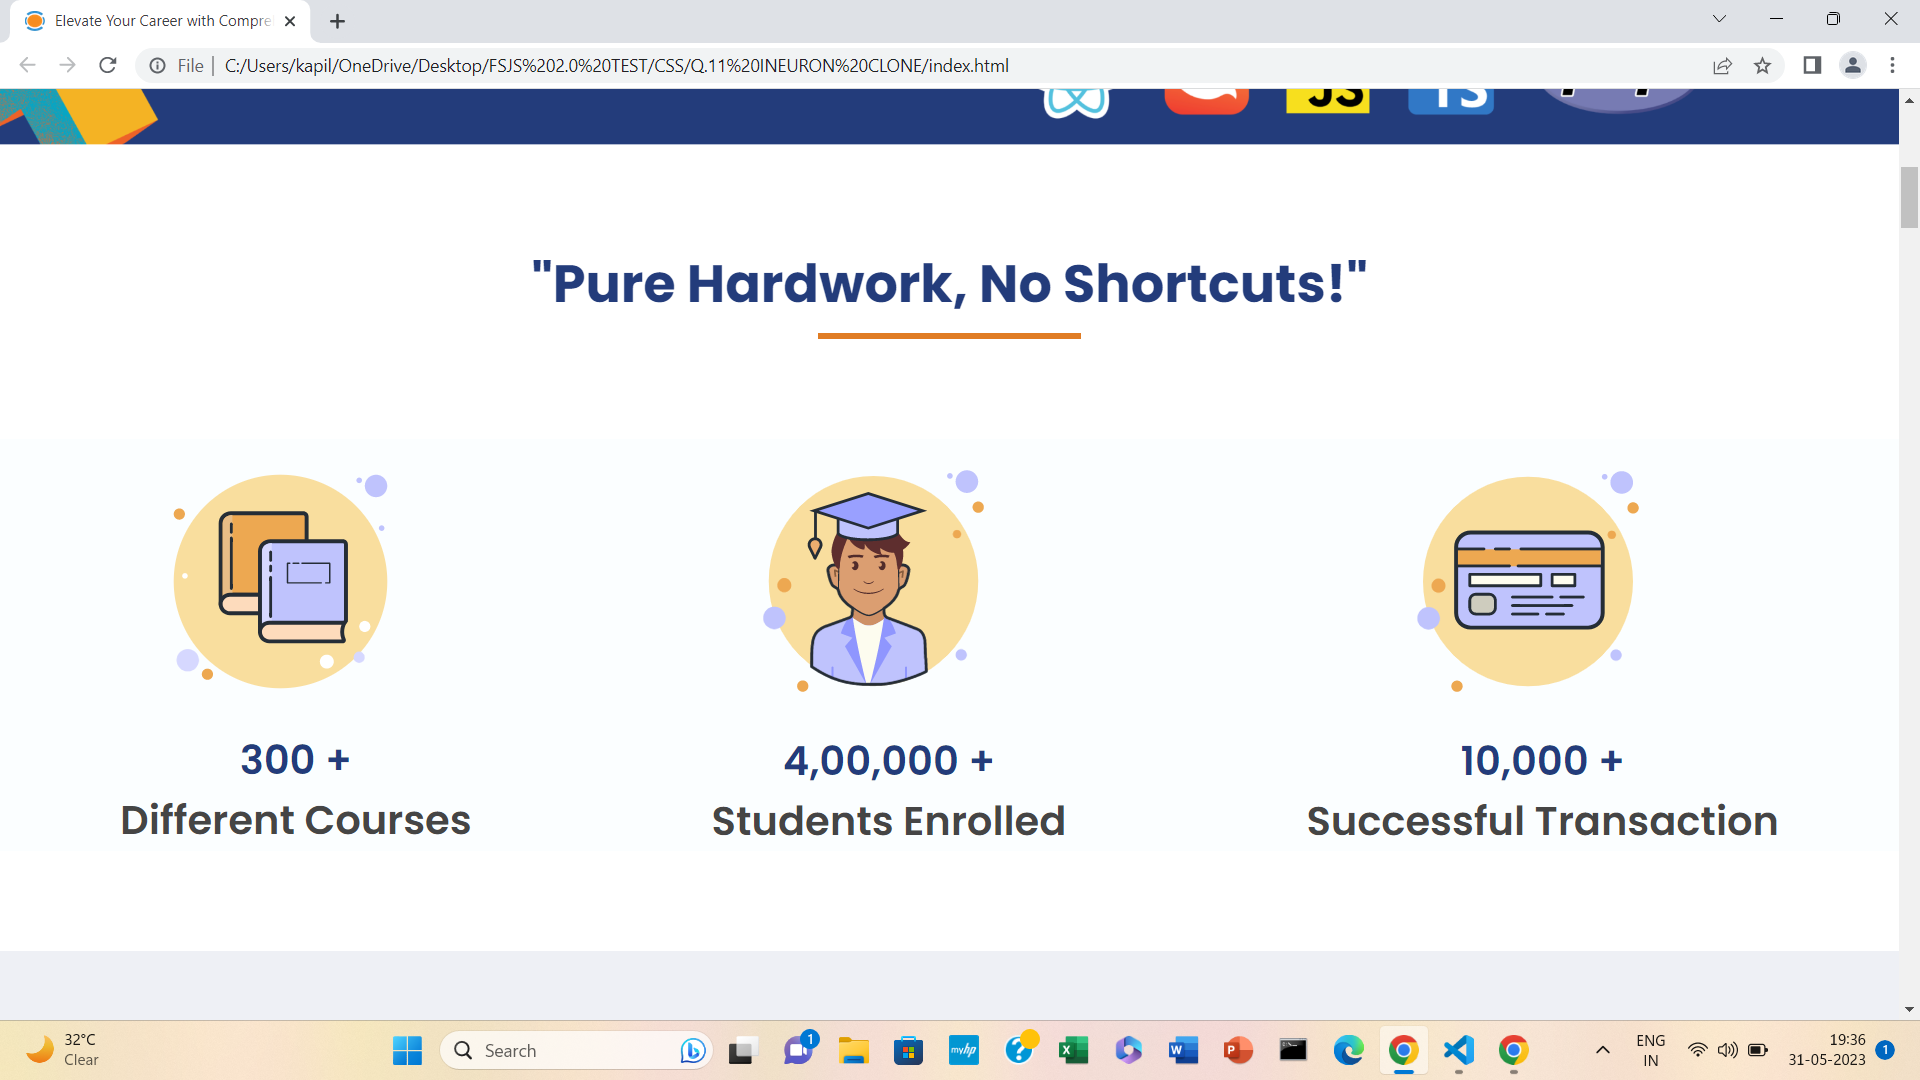 Elevate Your Career with Compre
File
C:/Users/kapil/OneDrive/Desktop/FSJS%202.0%20TEST/CSS/Q.11%20INEURON%20CLONE/index.html
JS
TS
"Pure Hardwork, No Shortcuts!"
300 +
Different Courses
4,00,000 +
Students Enrolled
10,000 +
Successful Transaction
32°C
Clear
Search
1
myhp
ENG
IN
19:36
31-05-2023
1